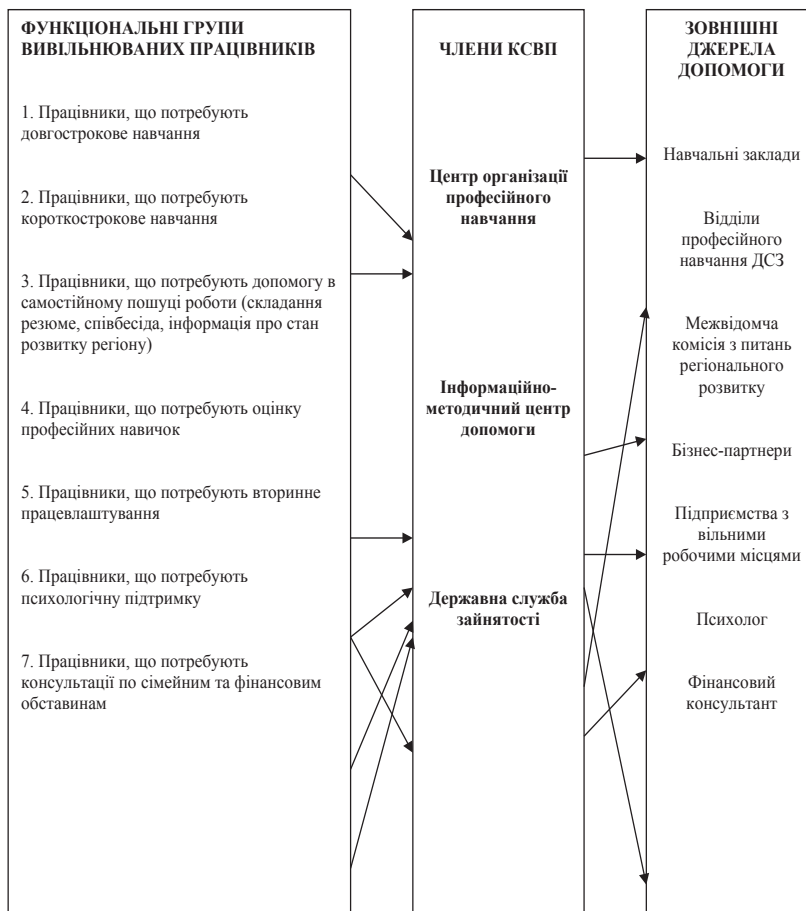 ФУНКЦІОНАЛЬНІ ГРУПИ
ВИВІЛЬНЮВАНИХ ПРАЦІВНИКІВ
1. Працівники, що потребують
довгострокове навчання
2. Працівники, що потребують
короткострокове навчання
3. Працівники, що потребують допомогу в
самостійному пошуці роботи (складання
резюме, співбесіда, інформація про стан
розвитку регіону)
4. Працівники, що потребують оцінку
професійних навичок
5. Працівники, що потребують вторинне
працевлаштування
6. Працівники, що потребують
психологічну підтримку
7. Працівники, що потребують
консультації по сімейним та фінансовим
обставинам
ЧЛЕНИ КСВП
Центр організації
професійного
навчання
Інформаційно-
методичний центр
допомоги
Державна служба
зайнятості
ЗОВНІШНІ
ДЖЕРЕЛА
ДОПОМОГИ
Навчальні заклади
Відділи
професійного
навчання ДСЗ
Межвідомча
комісія з питань
регіонального
розвитку
Бізнес-партнери
Підприємства з
вільними
робочими місцями
Психолог
Фінансовий
консультант